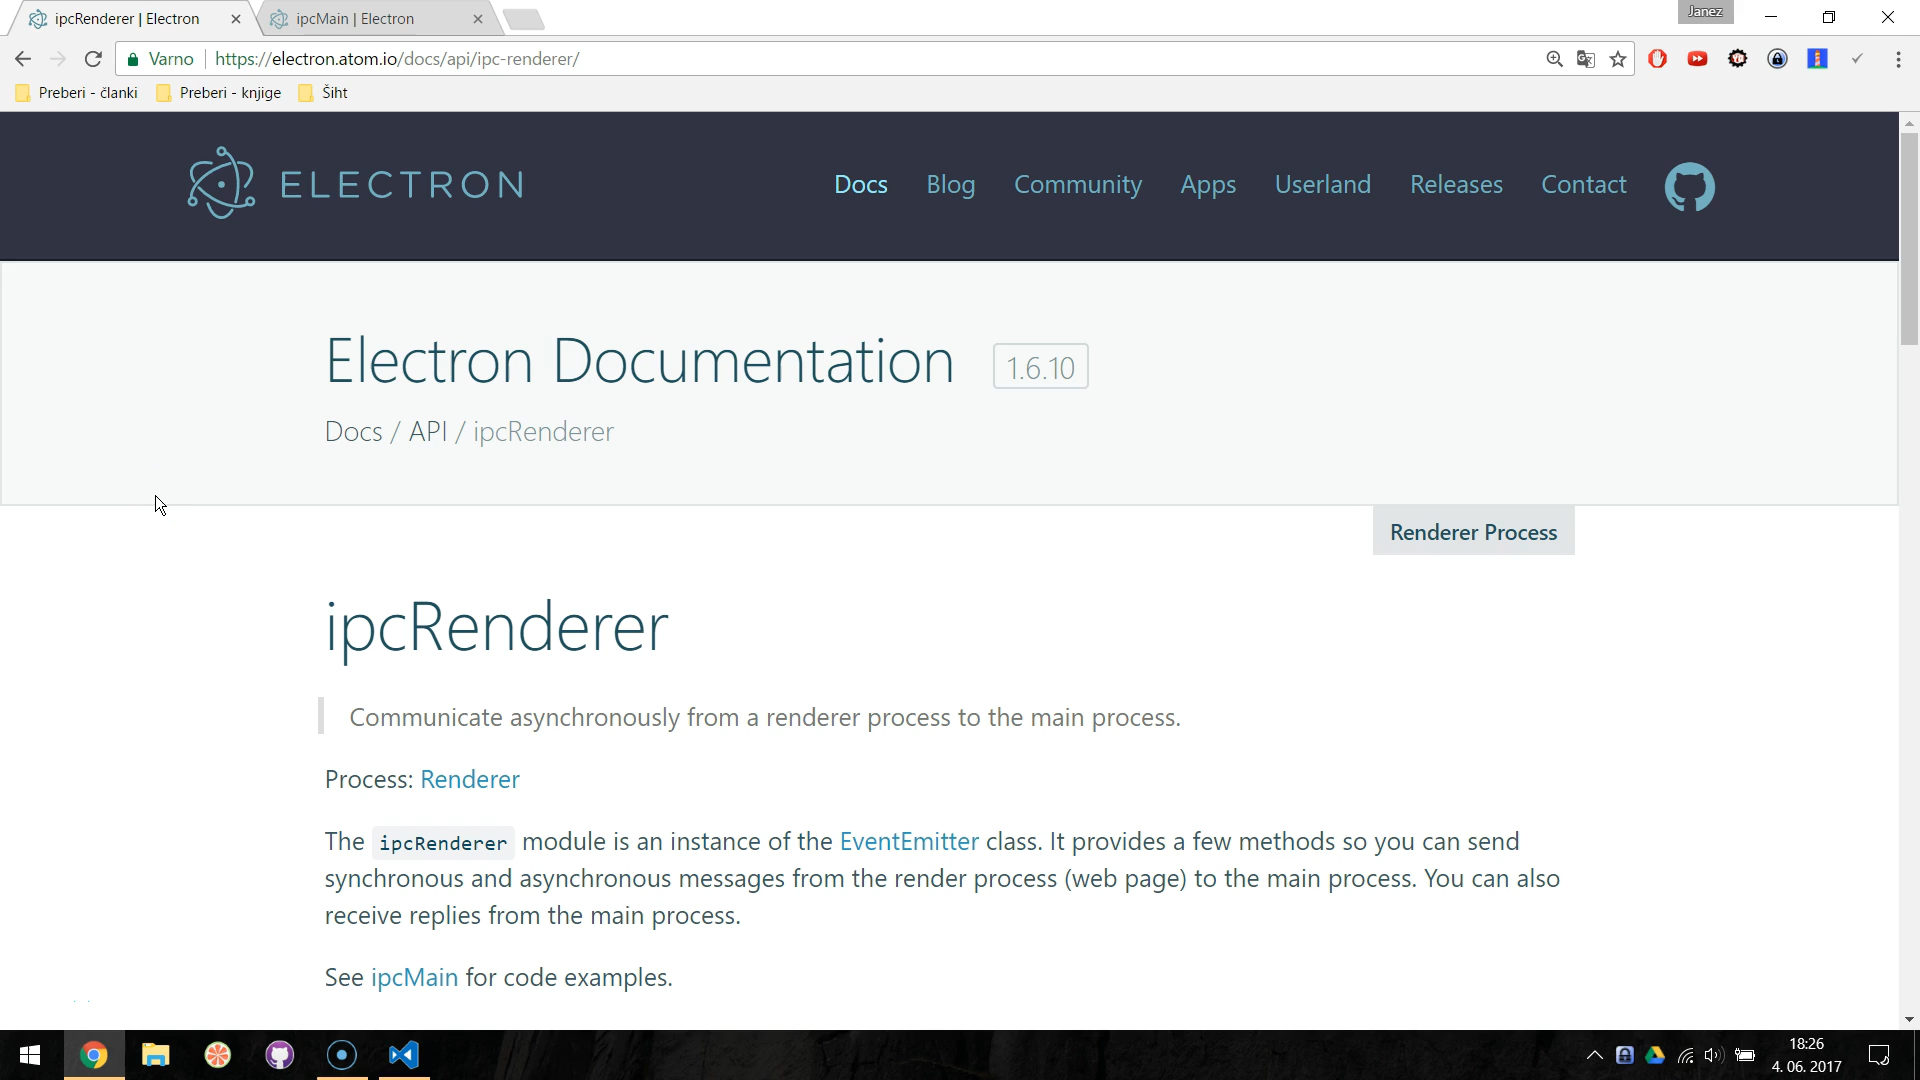 ipcRenderer | Electron
ipcMain | Electron
Janez
Varno
https://electron.atom.io/docs/api/ipc-renderer/
Preberi - članki
Preberi - knjige
Šiht
ELECTRON
Docs
Blog
Community
Apps
Userland
Releases
Contact
Electron Documentation 1.6.10
Docs / API / ipcRenderer
Renderer Process
ipcRenderer
Communicate asynchronously from a renderer process to the main process.
Process: Renderer
The ipcRenderer module is an instance of the EventEmitter class. It provides a few methods so you can send
synchronous and asynchronous messages from the render process (web page) to the main process. You can also
receive replies from the main process.
See ipcMain for code examples.
18:26
4. 06. 2017